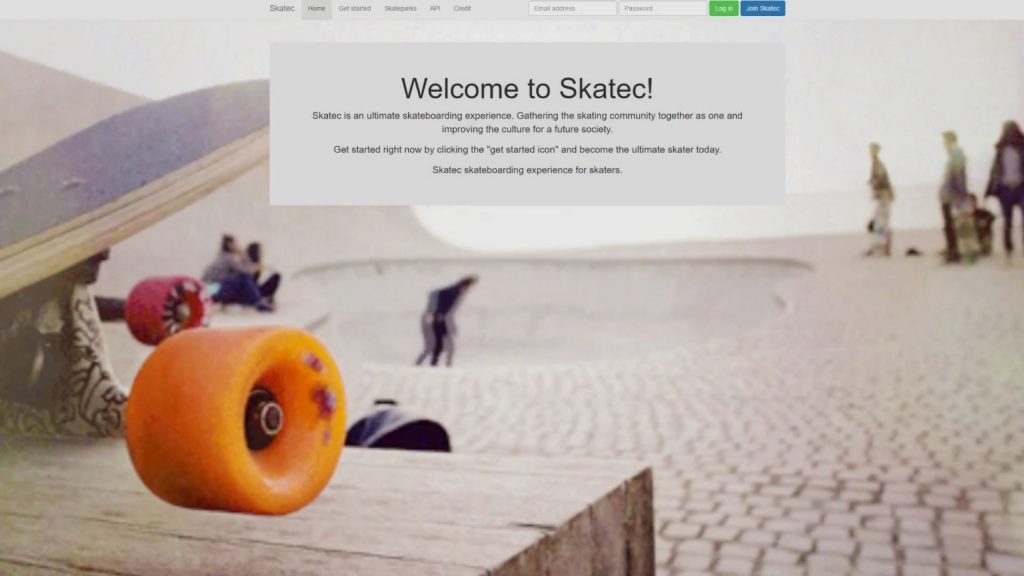 Skatec Home Get started Skateparks API Credit Email address Password Log in Join Skatec
Welcome to Skatec!
Skatec is an ultimate skateboarding experience. Gathering the skating community together as one and
improving the culture for a future society.
Get started right now by clicking the "get started icon" and become the ultimate skater today.
Skatec skateboarding experience for skaters.